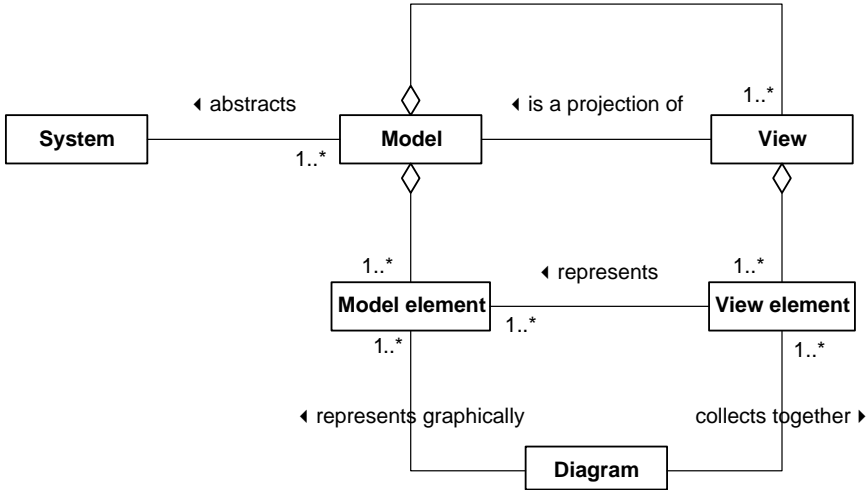 ◂ abstracts
◂ is a projection of
1..*
System
Model
View
1..*
1..*
◂ represents
1..*
Model element
View element
1..*
1..*
1..*
◂ represents graphically
collects together ▸
Diagram